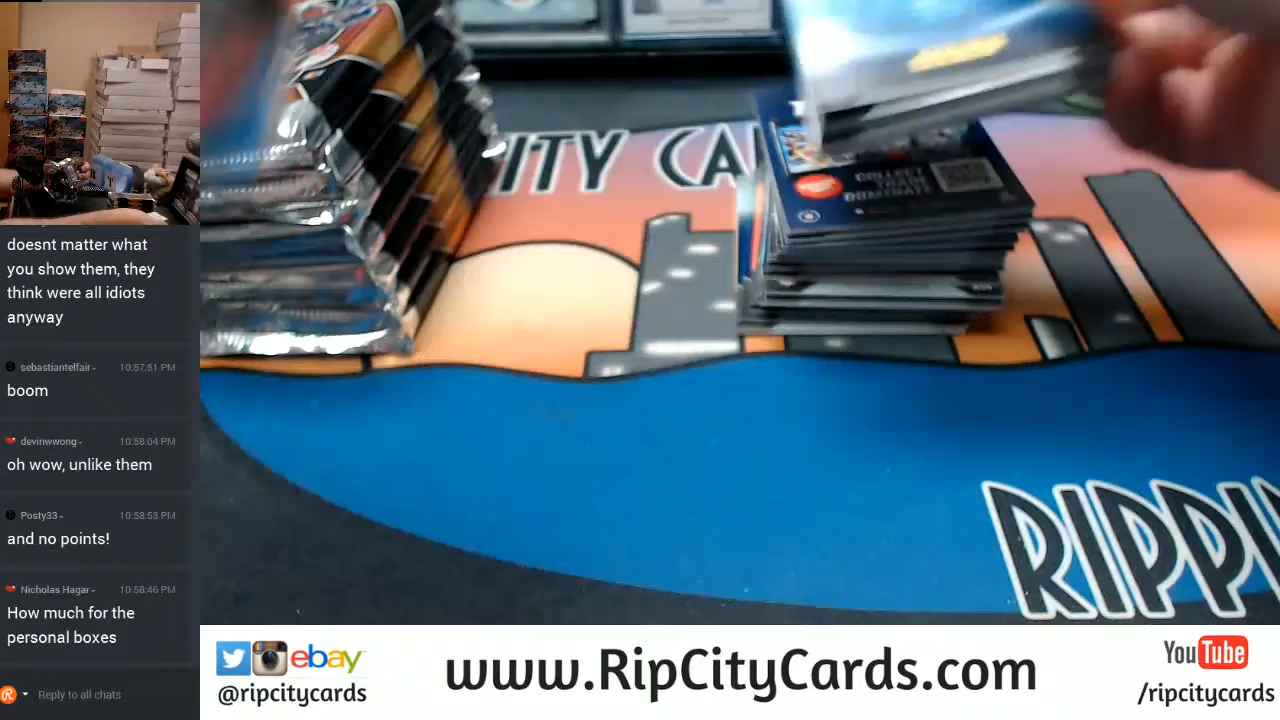 doesnt matter what
you show them, they
think were all idiots
anyway
sebastiantelfair- 10:57:51 PM
boom
devinwwong- 10:58:04 PM
oh wow, unlike them
Posty33- 10:58:53 PM
and no points!
Nicholas Hagar- 10:58:46 PM
How much for the
personal boxes
Reply to all chats
CITY CA
COLLECT
TRADE
DOMINATE
RIPPI
ebay
@ripcitycards
www.RipCityCards.com
YouTube
/ripcitycards